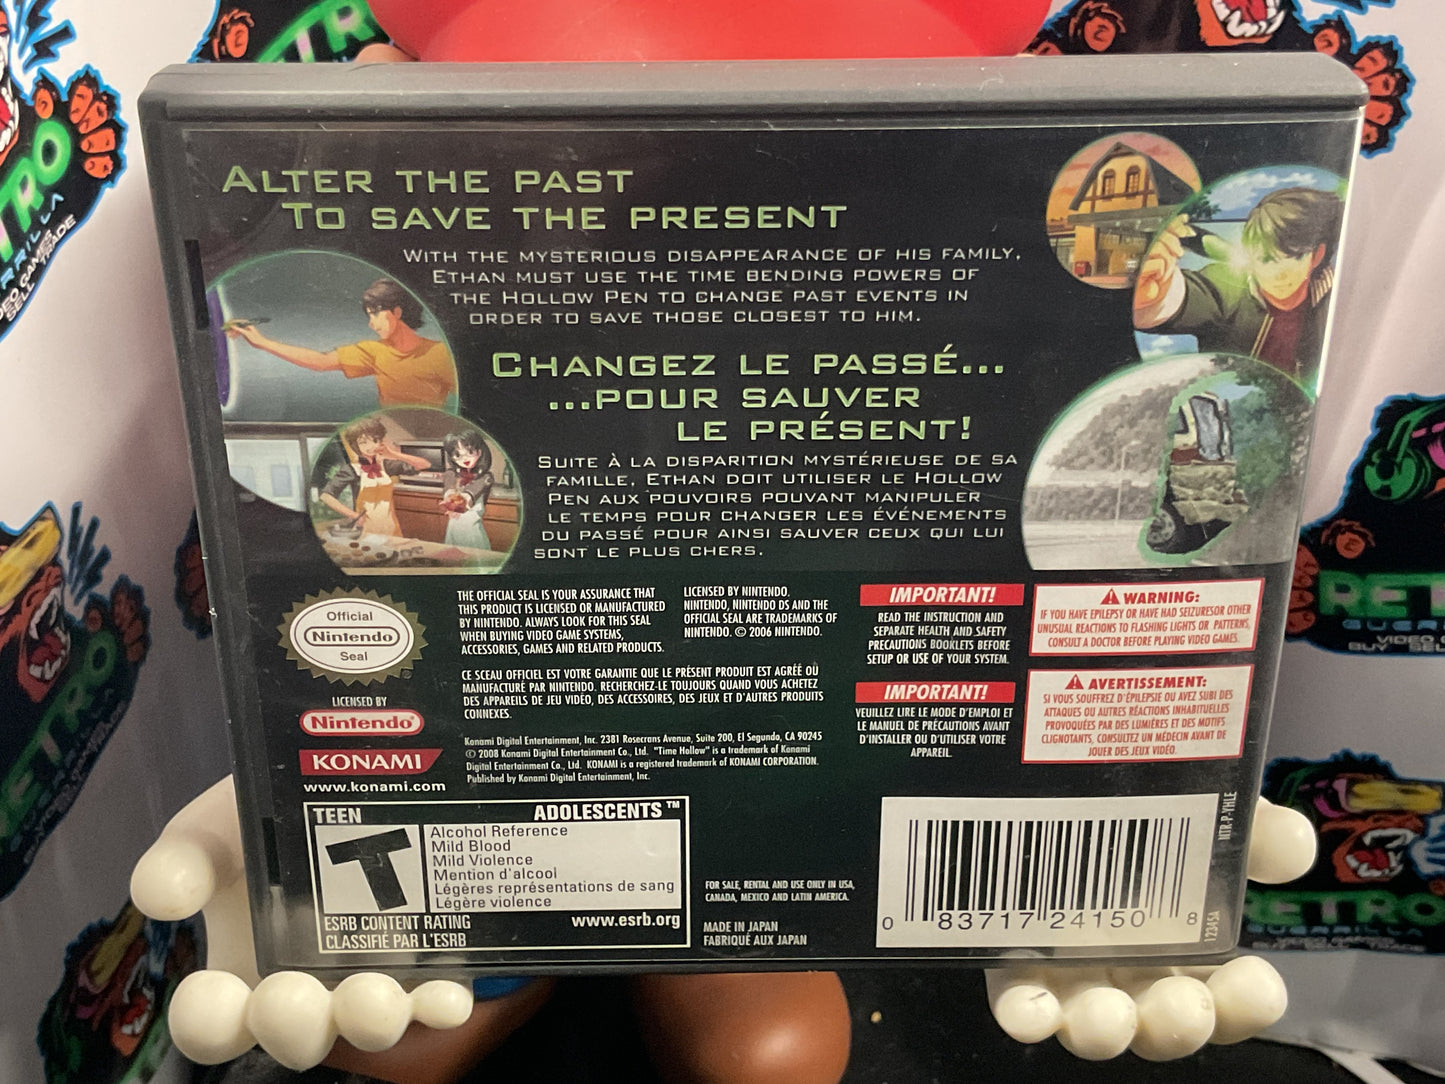 ALTER THE PAST
TO SAVE THE PRESENT
WITH THE MYSTERIOUS DISAPPEARANCE OF HIS FAMILY,
ETHAN MUST USE THE TIME BENDING POWERS OF
THE HOLLOW PEN TO CHANGE PAST EVENTS IN
ORDER TO SAVE THOSE CLOSEST TO HIM.
CHANGEZ LE PASSÉ...
...POUR SAUVER
LE PRÉSENT!
SUITE À LA DISPARITION MYSTÉRIEUSE DE SA
FAMILLE, ETHAN DOIT UTILISER LE HOLLOW
PEN AUX POUVOIRS POUVANT MANIPULER
LE TEMPS POUR CHANGER LES ÉVÉNEMENTS
DU PASSÉ POUR AINSI SAUVER CEUX QUI LUI
SONT LE PLUS CHERS.
Official
Nintendo
Seal
THE OFFICIAL SEAL IS YOUR ASSURANCE THAT
THIS PRODUCT IS LICENSED OR MANUFACTURED
BY NINTENDO. ALWAYS LOOK FOR THIS SEAL
WHEN BUYING VIDEO GAME SYSTEMS,
ACCESSORIES, GAMES AND RELATED PRODUCTS.
LICENSED BY NINTENDO.
NINTENDO, NINTENDO DS AND THE
OFFICIAL SEAL ARE TRADEMARKS OF
NINTENDO. © 2006 NINTENDO.
CE SCEAU OFFICIEL EST VOTRE GARANTIE QUE LE PRÉSENT PRODUIT EST AGRÉÉ OU
MANUFACTURÉ PAR NINTENDO. RECHERCHEZ-LE TOUJOURS QUAND VOUS ACHETEZ
DES APPAREILS DE JEU VIDÉO, DES ACCESSOIRES, DES JEUX ET D'AUTRES PRODUITS
CONNEXES.
LICENSED BY
Nintendo®
KONAMI
www.konami.com
Konami Digital Entertainment, Inc. 2381 Rosecrans Avenue, Suite 200, El Segundo, CA 90245
© 2008 Konami Digital Entertainment Co., Ltd. "Time Hollow" is a trademark of Konami
Digital Entertainment Co., Ltd. KONAMI is a registered trademark of KONAMI CORPORATION.
Published by Konami Digital Entertainment, Inc.
IMPORTANT!
READ THE INSTRUCTION AND
SEPARATE HEALTH AND SAFETY
PRECAUTIONS BOOKLETS BEFORE
SETUP OR USE OF YOUR SYSTEM.
IMPORTANT!
VEUILLEZ LIRE LE MODE D'EMPLOI ET
LE MANUEL DE PRÉCAUTIONS AVANT
D'INSTALLER OU D'UTILISER VOTRE
APPAREIL.
WARNING:
IF YOU HAVE EPILEPSY OR HAVE HAD SEIZURESOR OTHER
UNUSUAL REACTIONS TO FLASHING LIGHTS OR PATTERNS,
CONSULT A DOCTOR BEFORE PLAYING VIDEO GAMES.
AVERTISSEMENT:
SI VOUS SOUFFREZ D'ÉPILEPSIE OU AVEZ SUBI DES
ATTAQUES OU AUTRES RÉACTIONS INHABITUELLES
PROVOQUÉES PAR DES LUMIÈRES ET DES MOTIFS
CLIGNOTANTS, CONSULTEZ UN MÉDECIN AVANT DE
JOUER DES JEUX VIDÉO.
TEEN ADOLESCENTS™
T
Alcohol Reference
Mild Blood
Mild Violence
Mention d'alcool
Légères représentations de sang
Légère violence
ESRB CONTENT RATING www.esrb.org
CLASSIFIÉ PAR L'ESRB
FOR SALE, RENTAL AND USE ONLY IN USA,
CANADA, MEXICO AND LATIN AMERICA.
MADE IN JAPAN
FABRIQUÉ AUX JAPAN
0 83717 24150 8
NTR-P-YHLE
12345A
RETRO
GUERRILLA
VIDEO GAMES
RETRO
GUERRILLA